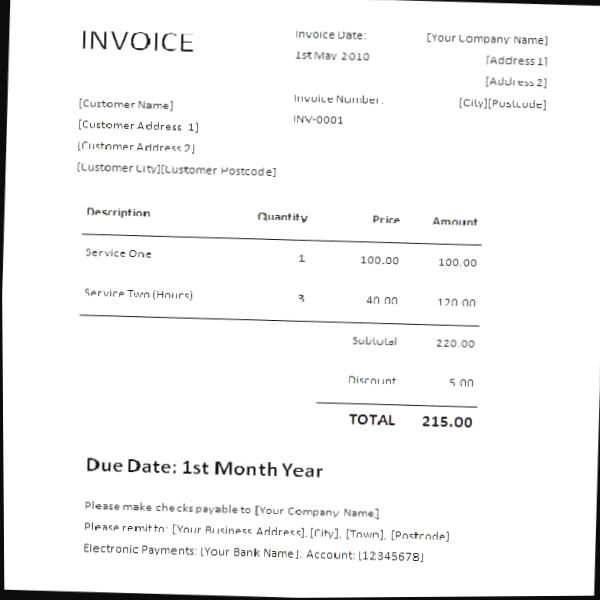 INVOICE
Invoice Date:
1st May 2010
Invoice Number:
INV-0001
[Your Company Name]
[Address 1]
[Address 2]
[City][Postcode]
[Customer Name]
[Customer Address 1]
[Customer Address 2]
[Customer City][Customer Postcode]
Description Quantity Price Amount
Service One 1 100.00 100.00
Service Two (Hours) 3 40.00 120.00
Subtotal 220.00
Discount 5.00
TOTAL 215.00
Due Date: 1st Month Year
Please make checks payable to [Your Company Name]
Please remit to: [Your Business Address], [City], [Town], [Postcode]
Electronic Payments: [Your Bank Name], Account: [12345678]